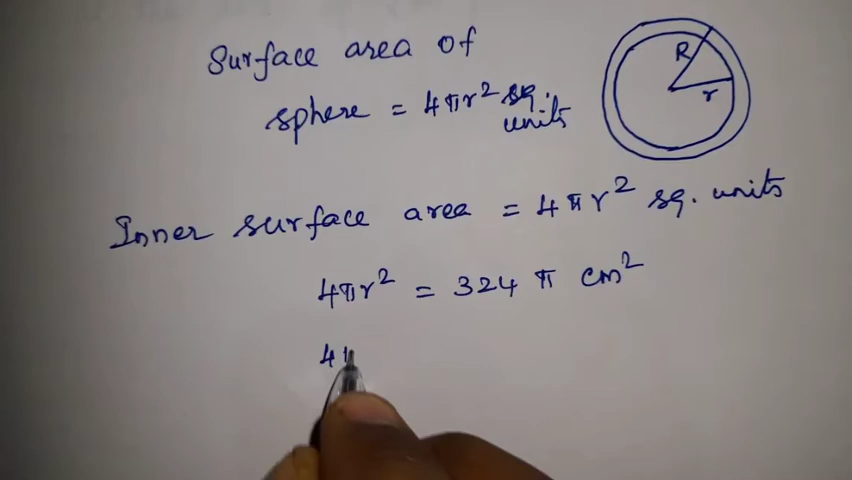 Surface area of
sphere = 4πr² sq. units
R
r
Inner surface area = 4πr² sq. units
4πr² = 324 π cm²
4